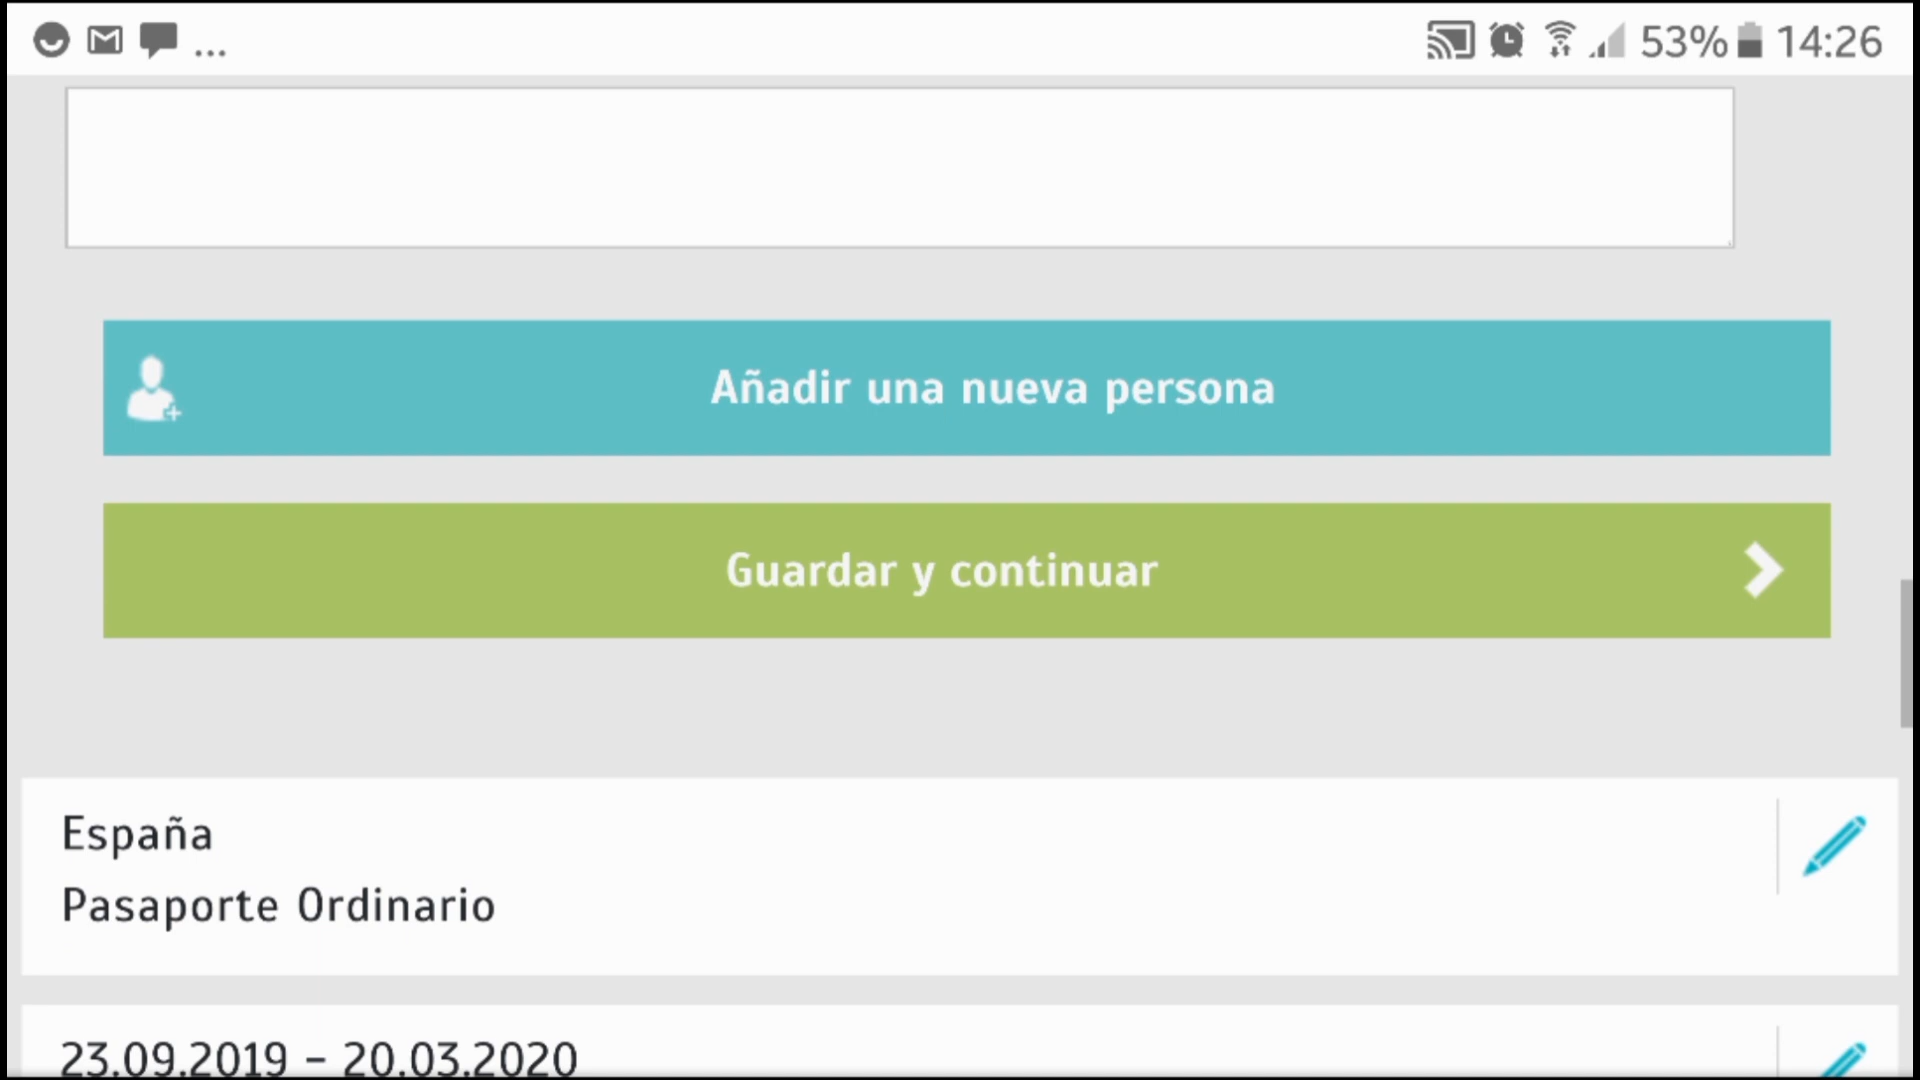 ... 53% 14:26
Añadir una nueva persona
Guardar y continuar
España
Pasaporte Ordinario
23.09.2019 - 20.03.2020